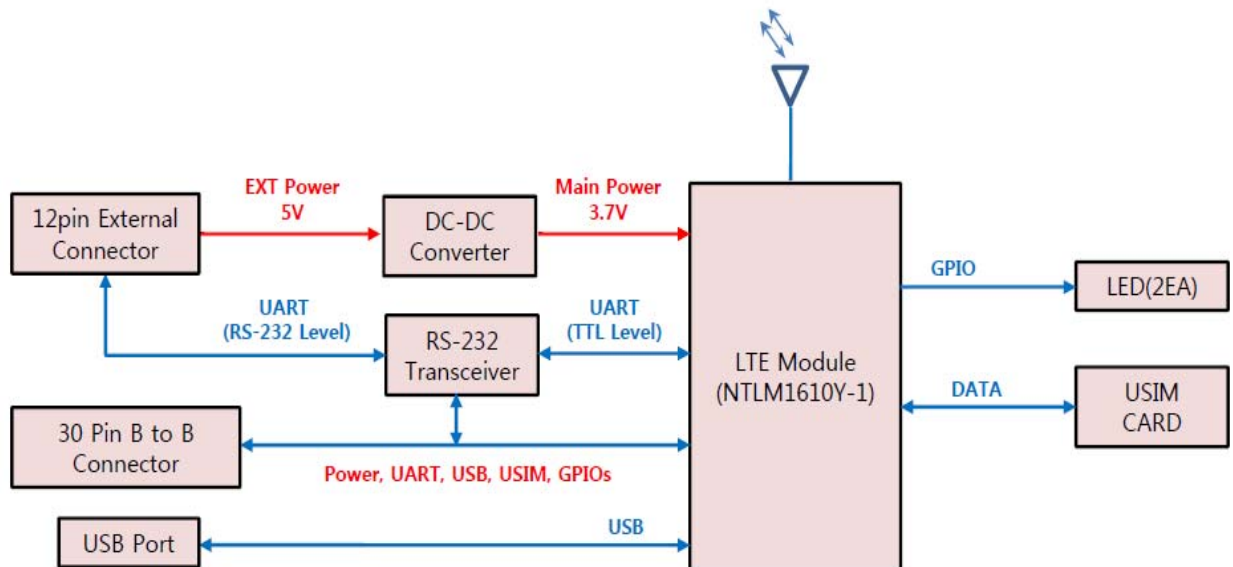 EXT Power
5V
Main Power
3.7V
12pin External
Connector
DC-DC
Converter
GPIO
LED(2EA)
UART
(RS-232 Level)
UART
(TTL Level)
RS-232
Transceiver
LTE Module
(NTLM1610Y-1)
DATA
USIM
CARD
30 Pin B to B
Connector
Power, UART, USB, USIM, GPIOs
USB Port
USB